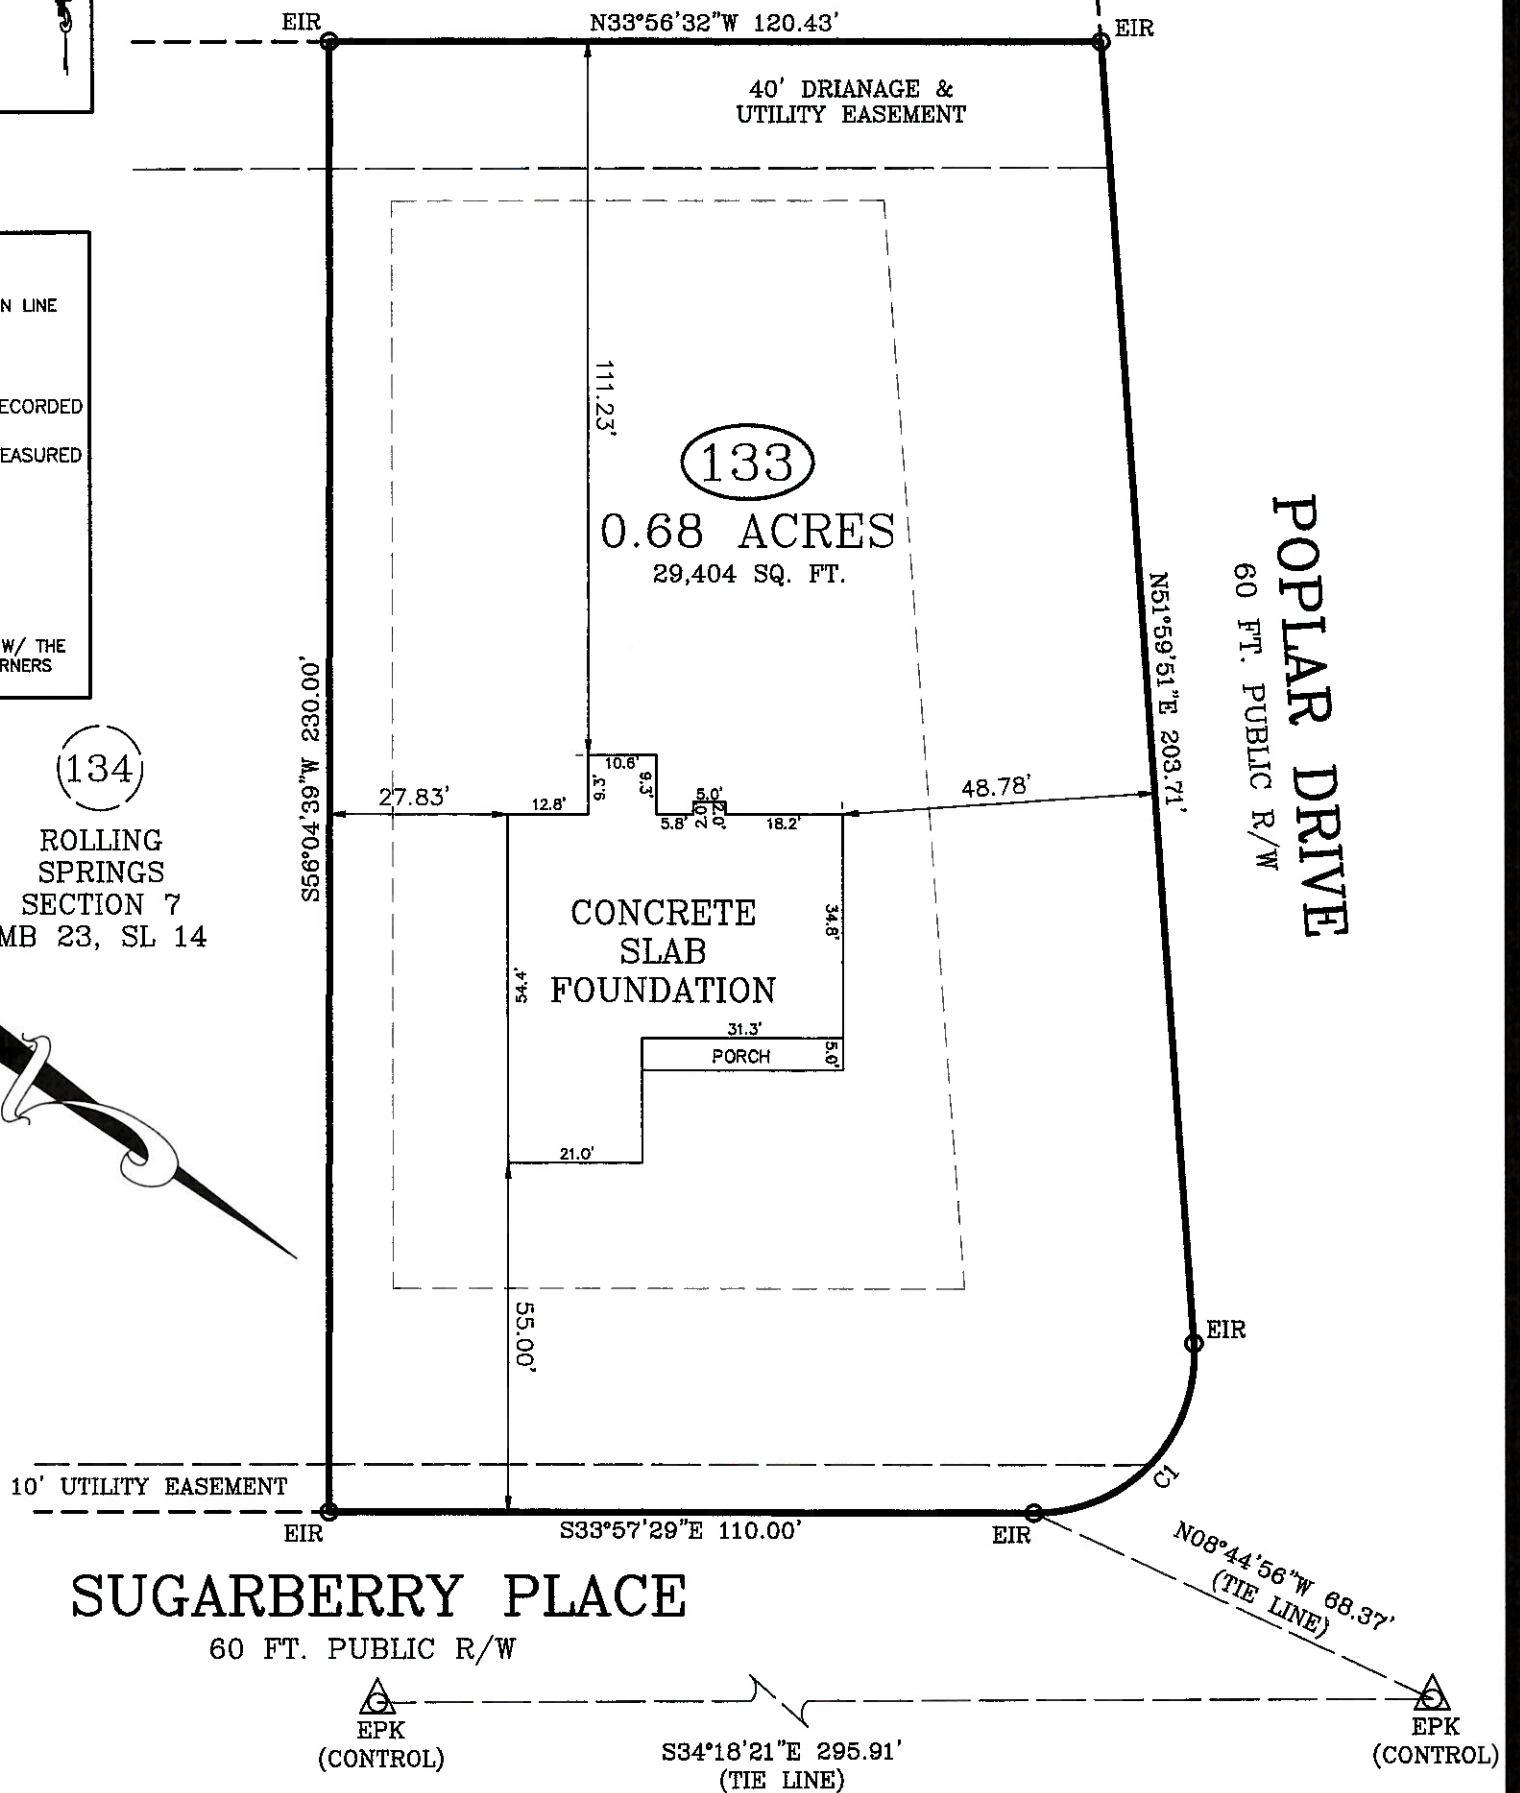 EIR
N33°56'32"W 120.43'
EIR
40' DRIANAGE &
UTILITY EASEMENT
N LINE
ECORDED
EASURED
W/ THE
RNERS
111.23'
133
0.68 ACRES
29,404 SQ. FT.
POPLAR DRIVE
60 FT. PUBLIC R/W
N51°59'51"E 203.71'
S56°04'39"W 230.00'
134
ROLLING
SPRINGS
SECTION 7
MB 23, SL 14
27.83'
12.8'
9.3'
10.6'
9.3'
5.8'
2.0'
5.0'
2.0'
18.2'
48.78'
CONCRETE
SLAB
FOUNDATION
34.8'
54.4'
31.3'
PORCH
5.0'
21.0'
55.00'
EIR
C1
10' UTILITY EASEMENT
EIR
S33°57'29"E 110.00'
EIR
N08°44'56"W 68.37'
(TIE LINE)
SUGARBERRY PLACE
60 FT. PUBLIC R/W
EPK
(CONTROL)
S34°18'21"E 295.91'
(TIE LINE)
EPK
(CONTROL)